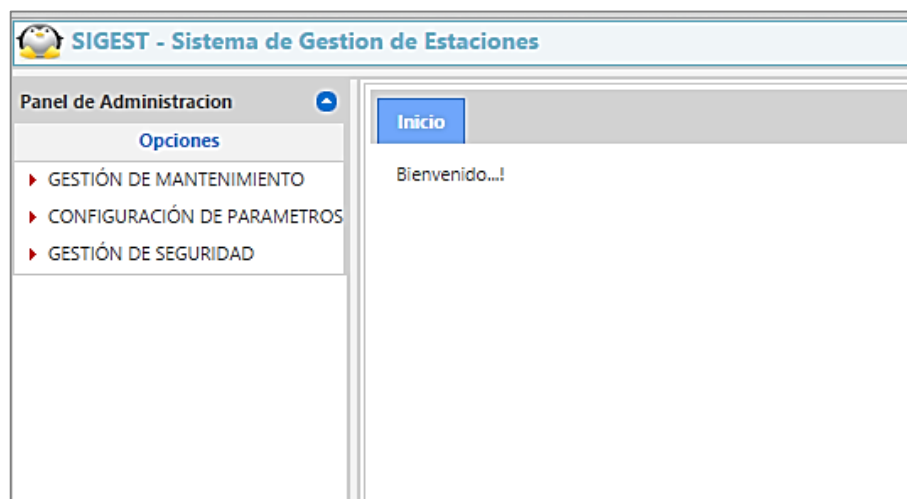 SIGEST - Sistema de Gestion de Estaciones
Panel de Administracion
Opciones
GESTIÓN DE MANTENIMIENTO
CONFIGURACIÓN DE PARAMETROS
GESTIÓN DE SEGURIDAD
Inicio
Bienvenido...!